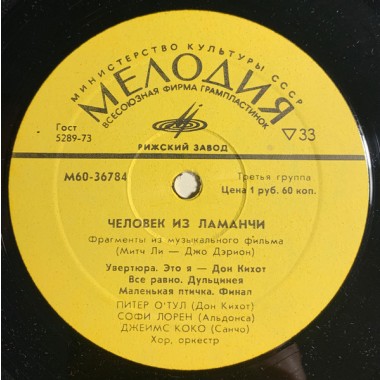 МИНИСТЕРСТВО КУЛЬТУРЫ СССР
МЕЛОДИЯ
ВСЕСОЮЗНАЯ ФИРМА ГРАМПЛАСТИНОК
Гост
5289-73
РИЖСКИЙ ЗАВОД
▽33
М60-36784
Третья группа
Цена 1 руб. 60 коп.
ЧЕЛОВЕК ИЗ ЛАМАНЧИ
Фрагменты из музыкального фильма
(Митч Ли — Джо Дэрион)
Увертюра. Это я — Дон Кихот
Все равно. Дульцинея
Маленькая птичка. Финал
ПИТЕР О'ТУЛ (Дон Кихот)
СОФИ ЛОРЕН (Альдонса)
ДЖЕИМС КОКО (Санчо)
Хор, оркестр